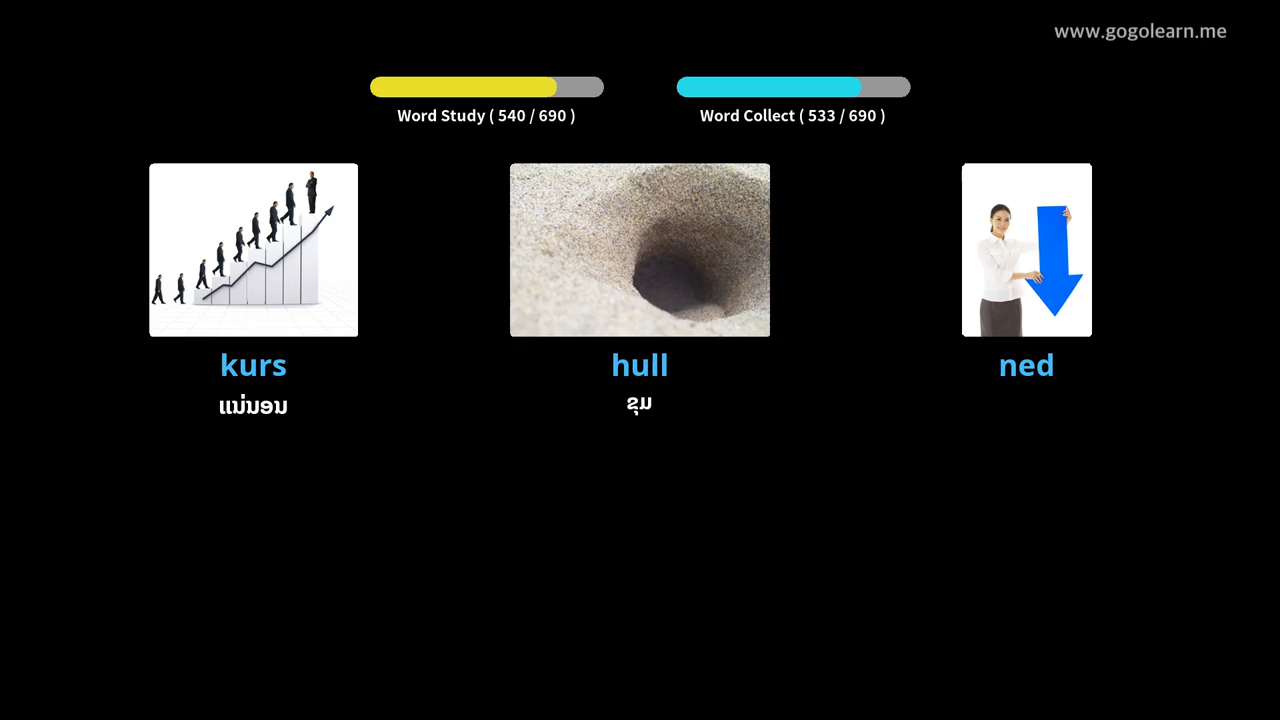 www.gogolearn.me
Word Study ( 540 / 690 )
Word Collect ( 533 / 690 )
kurs
hull
ned
ແນ່ນອນ
ຂຸມ